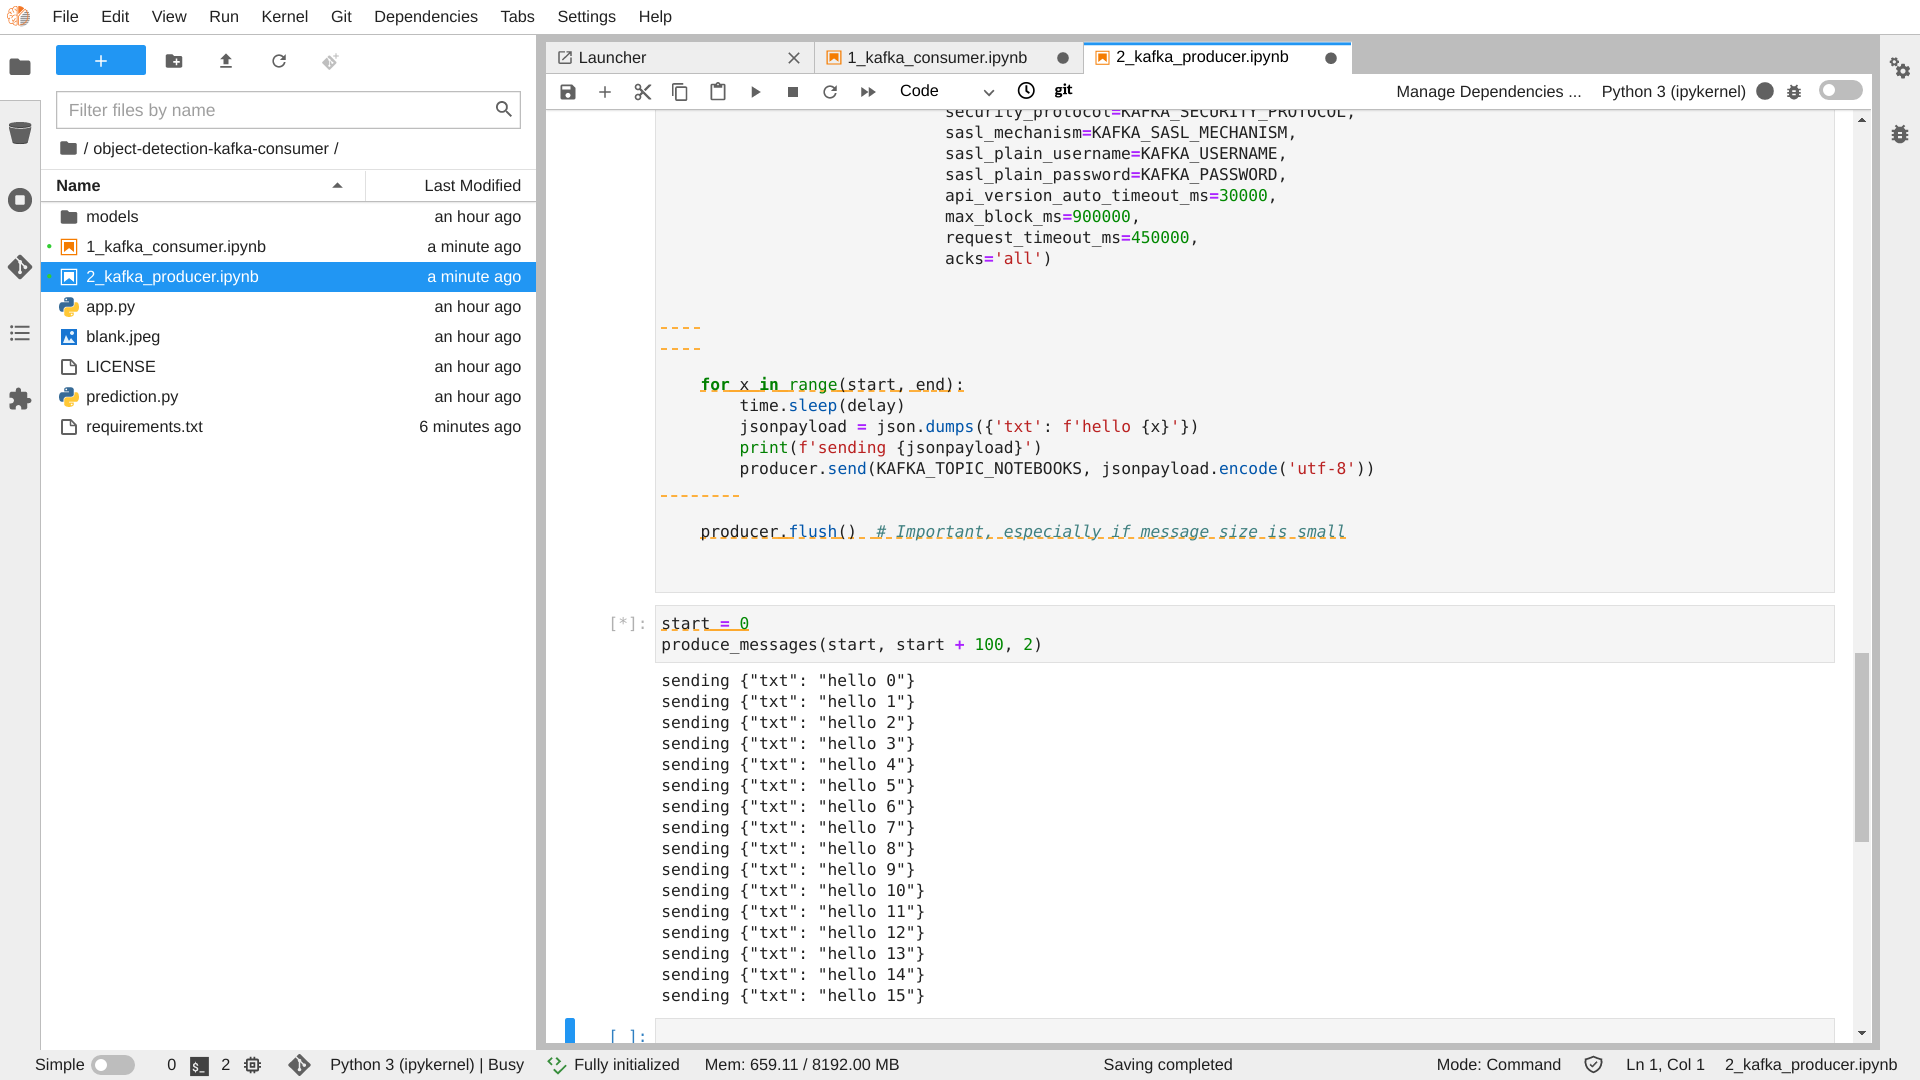 File Edit View Run Kernel Git Dependencies Tabs Settings Help
+
Filter files by name
/ object-detection-kafka-consumer /
Name Last Modified
models an hour ago
1_kafka_consumer.ipynb a minute ago
2_kafka_producer.ipynb a minute ago
app.py an hour ago
blank.jpeg an hour ago
LICENSE an hour ago
prediction.py an hour ago
requirements.txt 6 minutes ago
Launcher 1_kafka_consumer.ipynb 2_kafka_producer.ipynb
Code git Manage Dependencies ... Python 3 (ipykernel)
security_protocol=KAFKA_SECURITY_PROTOCOL,
sasl_mechanism=KAFKA_SASL_MECHANISM,
sasl_plain_username=KAFKA_USERNAME,
sasl_plain_password=KAFKA_PASSWORD,
api_version_auto_timeout_ms=30000,
max_block_ms=900000,
request_timeout_ms=450000,
acks='all')
for x in range(start, end):
time.sleep(delay)
jsonpayload = json.dumps({'txt': f'hello {x}'})
print(f'sending {jsonpayload}')
producer.send(KAFKA_TOPIC_NOTEBOOKS, jsonpayload.encode('utf-8'))
producer.flush()  # Important, especially if message size is small
[*]: start = 0
produce_messages(start, start + 100, 2)
sending {"txt": "hello 0"}
sending {"txt": "hello 1"}
sending {"txt": "hello 2"}
sending {"txt": "hello 3"}
sending {"txt": "hello 4"}
sending {"txt": "hello 5"}
sending {"txt": "hello 6"}
sending {"txt": "hello 7"}
sending {"txt": "hello 8"}
sending {"txt": "hello 9"}
sending {"txt": "hello 10"}
sending {"txt": "hello 11"}
sending {"txt": "hello 12"}
sending {"txt": "hello 13"}
sending {"txt": "hello 14"}
sending {"txt": "hello 15"}
[ ]:
Simple 0 $_ 2 Python 3 (ipykernel) | Busy Fully initialized Mem: 659.11 / 8192.00 MB Saving completed Mode: Command Ln 1, Col 1 2_kafka_producer.ipynb